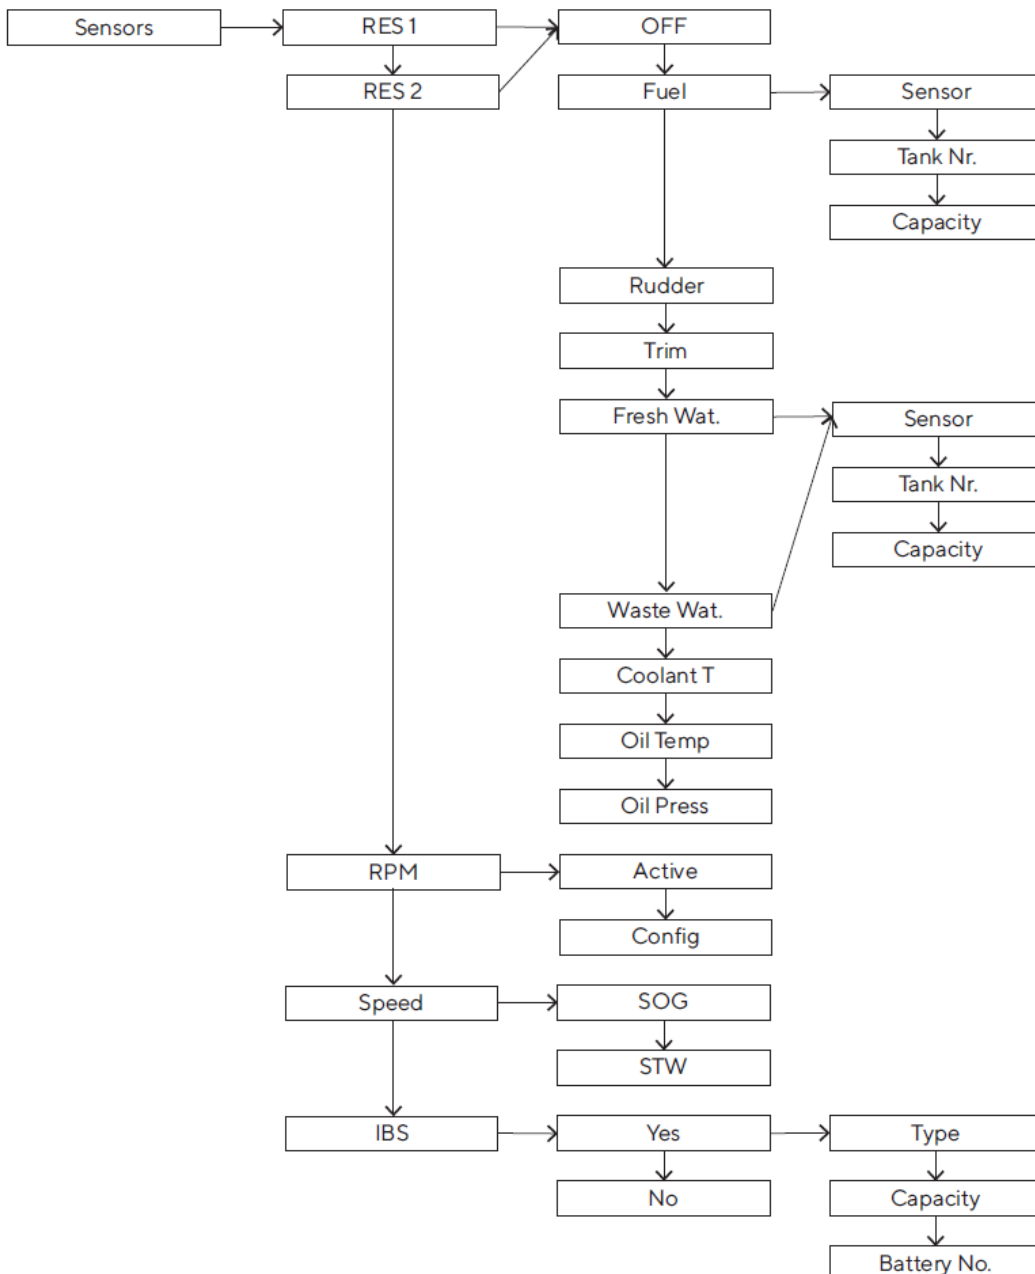 Sensors
RES 1
OFF
RES 2
Fuel
Sensor
Tank Nr.
Capacity
Rudder
Trim
Fresh Wat.
Sensor
Tank Nr.
Capacity
Waste Wat.
Coolant T
Oil Temp
Oil Press
RPM
Active
Config
Speed
SOG
STW
IBS
Yes
Type
No
Capacity
Battery No.